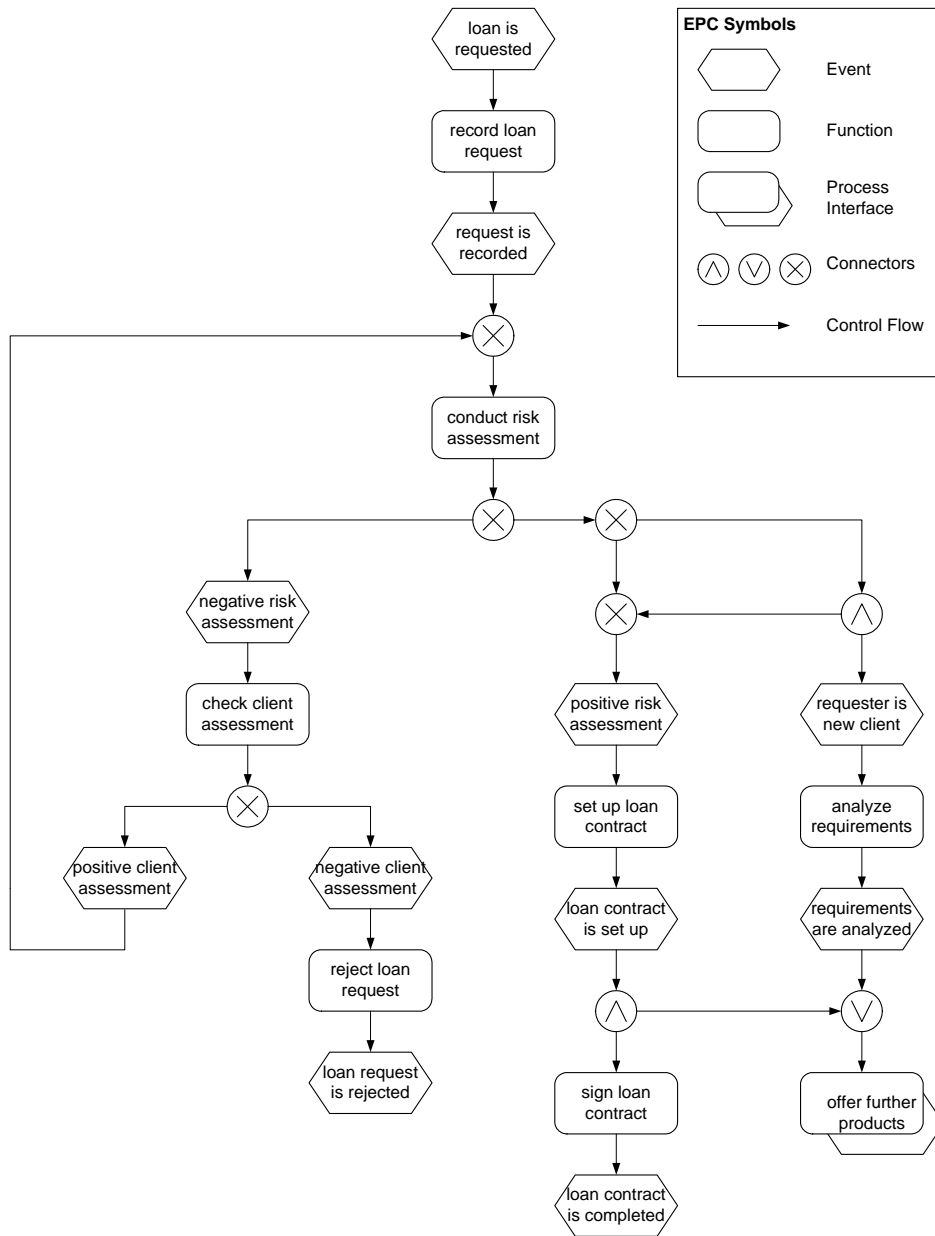 loan is
requested
record loan
request
request is
recorded
conduct risk
assessment
negative risk
assessment
check client
assessment
positive client
assessment
negative client
assessment
reject loan
request
loan request
is rejected
positive risk
assessment
set up loan
contract
loan contract
is set up
sign loan
contract
loan contract
is completed
requester is
new client
analyze
requirements
requirements
are analyzed
offer further
products
EPC Symbols
Event
Function
Process
Interface
Connectors
Control Flow